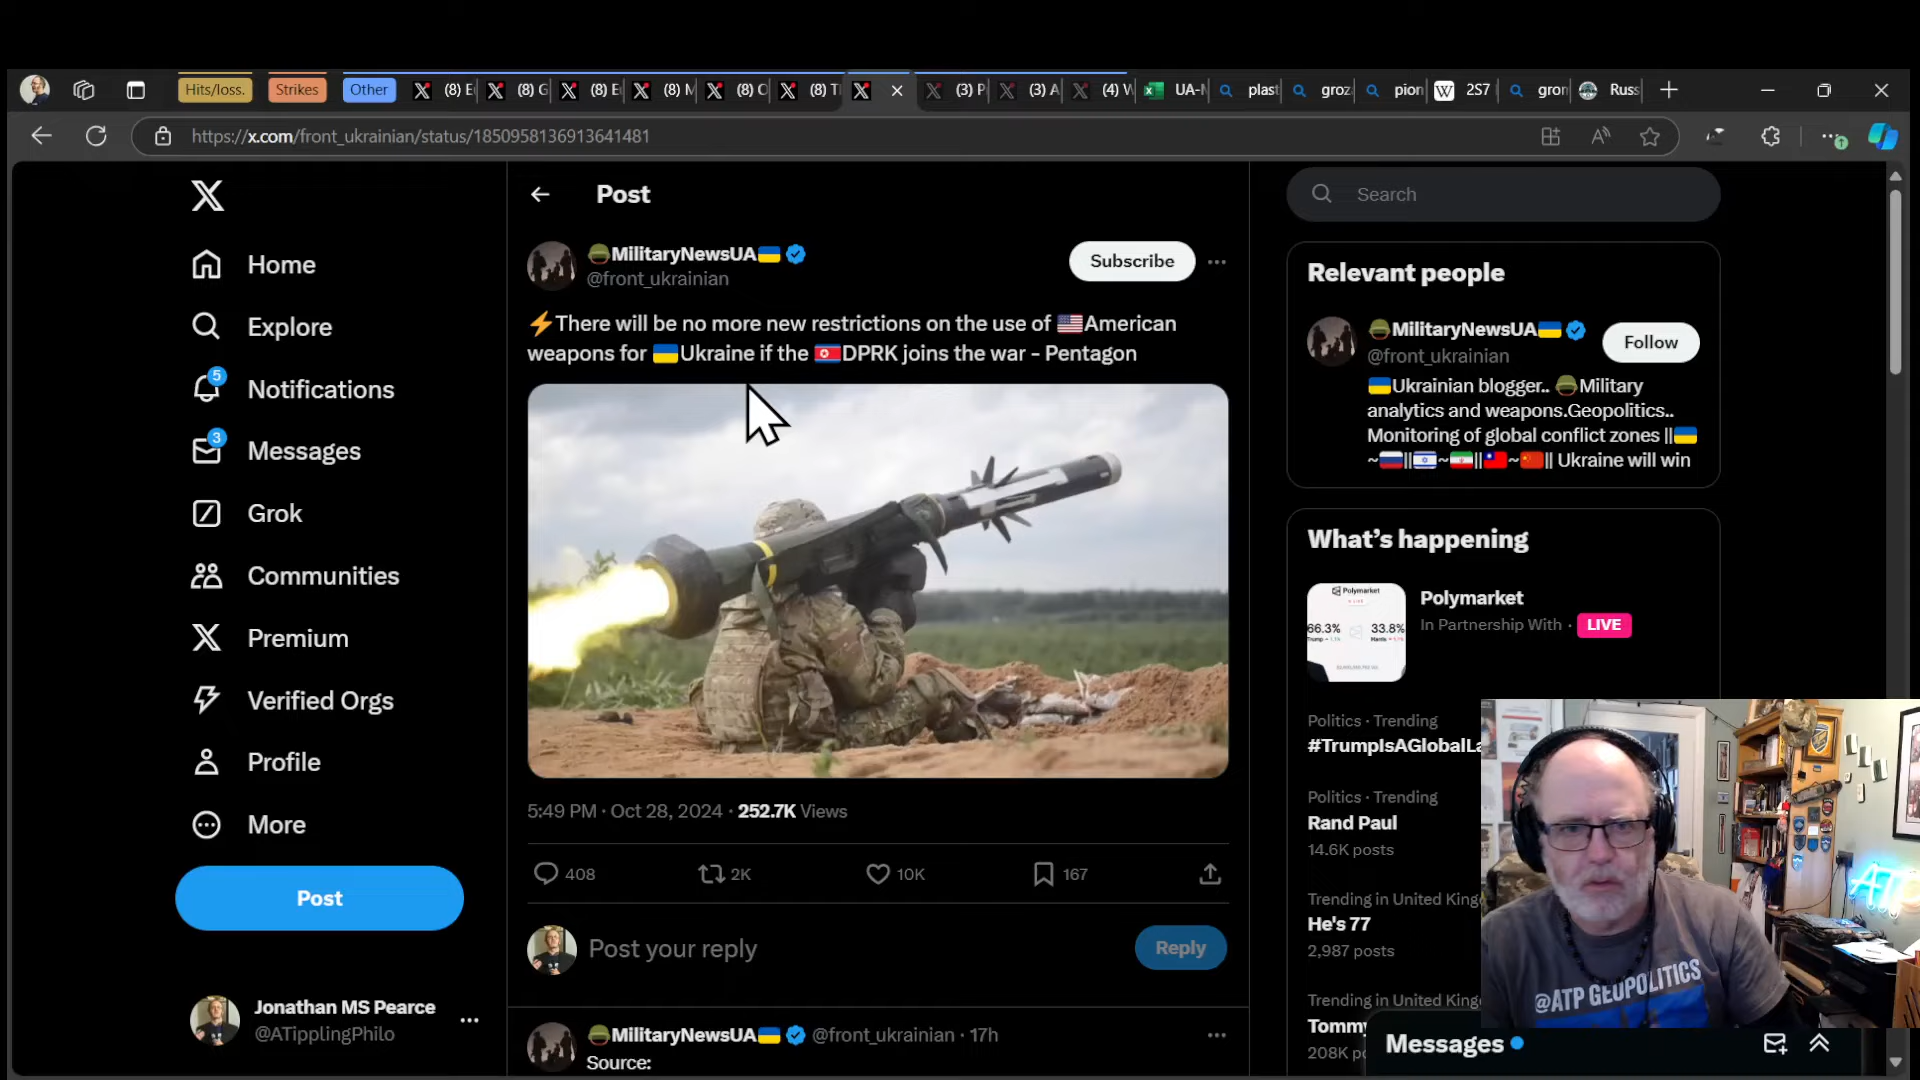 Hits/loss.
Strikes
Other
(8) E
(8) G
(8) E
(8) M
(8) C
(8) T
(3) P
(3) A
(4) W
UA-
plast
groz
pion
2S7
gron
Russ
https://x.com/front_ukrainian/status/1850958136913641481
Home
Explore
5
Notifications
3
Messages
Grok
Communities
Premium
Verified Orgs
Profile
More
Post
Jonathan MS Pearce
@ATipplingPhilo
Post
MilitaryNewsUA
@front_ukrainian
Subscribe
⚡There will be no more new restrictions on the use of 🇺🇸American
weapons for 🇺🇦Ukraine if the 🇰🇵DPRK joins the war - Pentagon
5:49 PM · Oct 28, 2024 · 252.7K Views
408
2K
10K
167
Post your reply
Reply
MilitaryNewsUA @front_ukrainian · 17h
Source:
Search
Relevant people
MilitaryNewsUA
@front_ukrainian
Follow
🇺🇦Ukrainian blogger.. 🪖Military
analytics and weapons.Geopolitics..
Monitoring of global conflict zones ||🇺🇦
~🇷🇺||🇮🇱~🇮🇷||🇹🇼~🇨🇳|| Ukraine will win
What's happening
Polymarket
66.3%
33.8%
Polymarket
In Partnership With · LIVE
Politics · Trending
#TrumpIsAGlobalLa
Politics · Trending
Rand Paul
14.6K posts
Trending in United King
He's 77
2,987 posts
Trending in United King
Tommy
208K po
Messages
@ATP GEOPOLITICS
ATP